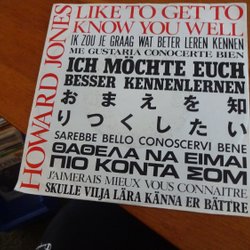 HOWARD JONES
LIKE TO GET TO
KNOW YOU WELL
IK ZOU JE GRAAG WAT BETER LEREN KENNEN
ME GUSTARIA CONOCERTE BIEN
ICH MÖCHTE EUCH
BESSER KENNENLERNEN
おまえを知
りつくしたい
SAREBBE BELLO CONOSCERVI BENE
ΘΑΘΕΛΑ ΝΑ ΕΙΜΑΙ
ΠΙΟ ΚΟΝΤΑ ΣΟΜ
J'AIMERAIS MIEUX VOUS CONNAITRE
SKULLE VILJA LÄRA KÄNNA ER BÄTTRE